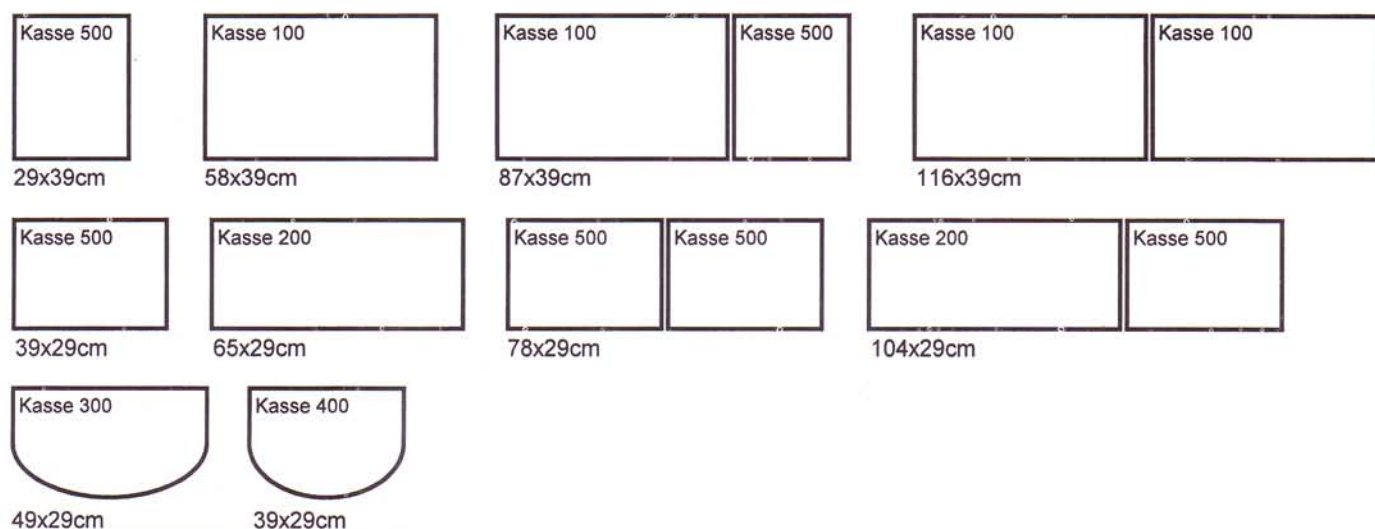 Kasse 500
Kasse 100
Kasse 100
Kasse 500
Kasse 100
Kasse 100
29x39cm
58x39cm
87x39cm
116x39cm
Kasse 500
Kasse 200
Kasse 500
Kasse 500
Kasse 200
Kasse 500
39x29cm
65x29cm
78x29cm
104x29cm
Kasse 300
Kasse 400
49x29cm
39x29cm